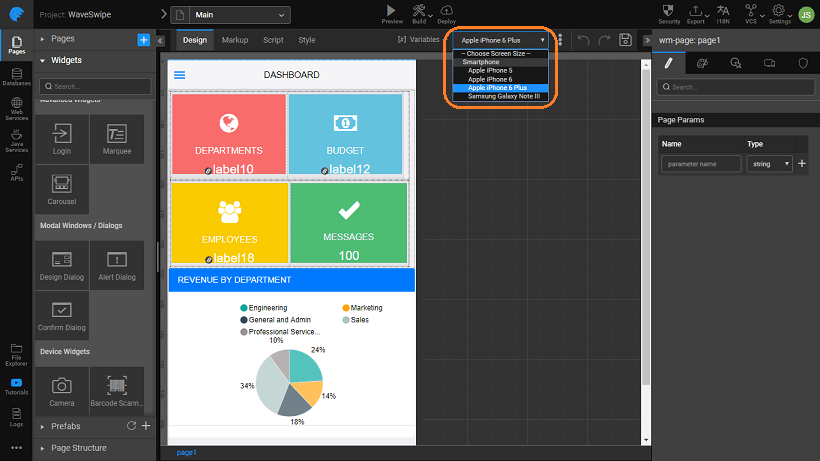 Project: WaveSwipe
Main
Preview
Build
Deploy
Security
Export
I18N
VCS
Settings
JS
Pages
Databases
Web
Services
Java
Services
APIs
File
Explorer
Tutorials
Logs
Pages
Widgets
Search...
Advanced Widgets
Login
Marquee
Carousel
Modal Windows / Dialogs
Design Dialog
Alert Dialog
Confirm Dialog
Device Widgets
Camera
Barcode Scann...
Prefabs
Page Structure
Design
Markup
Script
Style
[x] Variables
Apple iPhone 6 Plus
-- Choose Screen Size --
Smartphone
Apple iPhone 5
Apple iPhone 6
Apple iPhone 6 Plus
Samsung Galaxy Note III
DASHBOARD
DEPARTMENTS
label10
BUDGET
label12
EMPLOYEES
label18
MESSAGES
100
REVENUE BY DEPARTMENT
Engineering
Marketing
General and Admin
Sales
Professional Service...
10%
24%
34%
14%
18%
page1
wm-page: page1
Search...
Page Params
Name
Type
parameter name
string